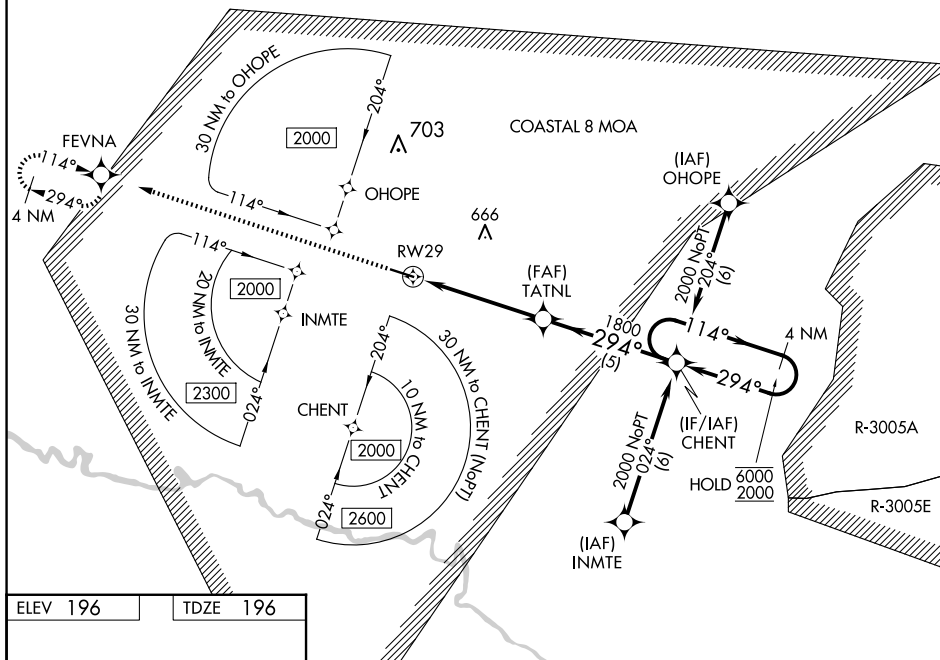 30 NM to OHOPE
204°
2000
114°
703
OHOPE
COASTAL 8 MOA
FEVNA
114°
294°
4 NM
666
RW29
(IAF)
OHOPE
2000 NoPT
204°
(6)
(FAF)
TATNL
1800
294°
(5)
114°
4 NM
294°
(IF/IAF)
CHENT
HOLD
6000
2000
R-3005A
R-3005E
2000 NoPT
024°
(6)
(IAF)
INMTE
114°
2000
20 NM to INMTE
30 NM to INMTE
INMTE
2300
024°
204°
30 NM to CHENT (NoPT)
CHENT
10 NM to CHENT
2000
024°
2600
ELEV 196
TDZE 196